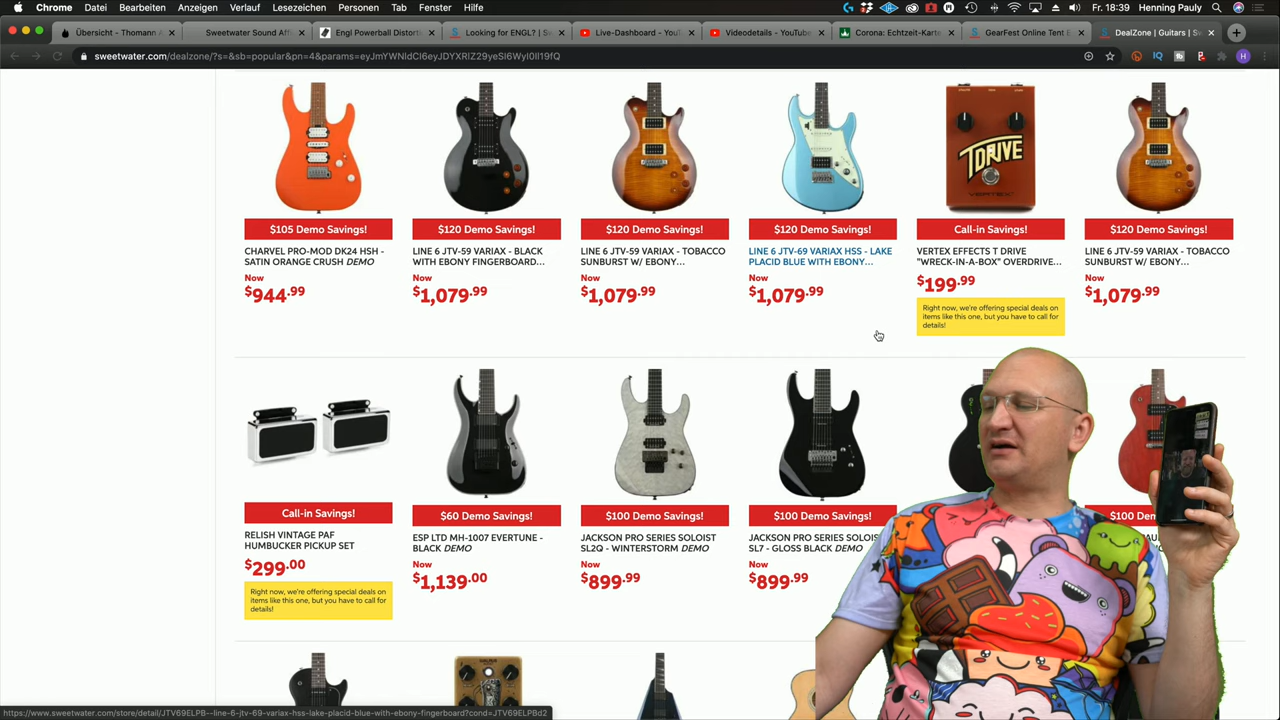 Chrome Datei Bearbeiten Anzeigen Verlauf Lesezeichen Personen Tab Fenster Hilfe
Fr. 18:39 Henning Pauly
Übersicht - Thomann A
Sweetwater Sound Aff
Engl Powerball Distorti
Looking for ENGL? | Sw
Live-Dashboard - YouTu
Videodetails - YouTube
Corona: Echtzeit-Karte
GearFest Online Tent E
DealZone | Guitars | Sw
sweetwater.com/dealzone/?s=&sb=popular&pn=4&params=eyJmYWNldCI6eyJDYXRlZ29yeSI6WyI0Il19fQ
TDRIVE
VERTEX
$105 Demo Savings!
$120 Demo Savings!
$120 Demo Savings!
$120 Demo Savings!
Call-in Savings!
$120 Demo Savings!
CHARVEL PRO-MOD DK24 HSH -
SATIN ORANGE CRUSH DEMO
Now
$944.99
LINE 6 JTV-59 VARIAX - BLACK
WITH EBONY FINGERBOARD...
Now
$1,079.99
LINE 6 JTV-59 VARIAX - TOBACCO
SUNBURST W/ EBONY...
Now
$1,079.99
LINE 6 JTV-69 VARIAX HSS - LAKE
PLACID BLUE WITH EBONY...
Now
$1,079.99
VERTEX EFFECTS T DRIVE
"WRECK-IN-A-BOX" OVERDRIVE...
$199.99
Right now, we're offering special deals on
items like this one, but you have to call for
details!
LINE 6 JTV-59 VARIAX - TOBACCO
SUNBURST W/ EBONY...
Now
$1,079.99
Call-in Savings!
$60 Demo Savings!
$100 Demo Savings!
$100 Demo Savings!
RELISH VINTAGE PAF
HUMBUCKER PICKUP SET
$299.00
Right now, we're offering special deals on
items like this one, but you have to call for
details!
ESP LTD MH-1007 EVERTUNE -
BLACK DEMO
Now
$1,139.00
JACKSON PRO SERIES SOLOIST
SL2Q - WINTERSTORM DEMO
Now
$899.99
JACKSON PRO SERIES SOLOIST
SL7 - GLOSS BLACK DEMO
Now
$899.99
https://www.sweetwater.com/store/detail/JTV69ELPB--line-6-jtv-69-variax-hss-lake-placid-blue-with-ebony-fingerboard?cond=JTV69ELPBd2